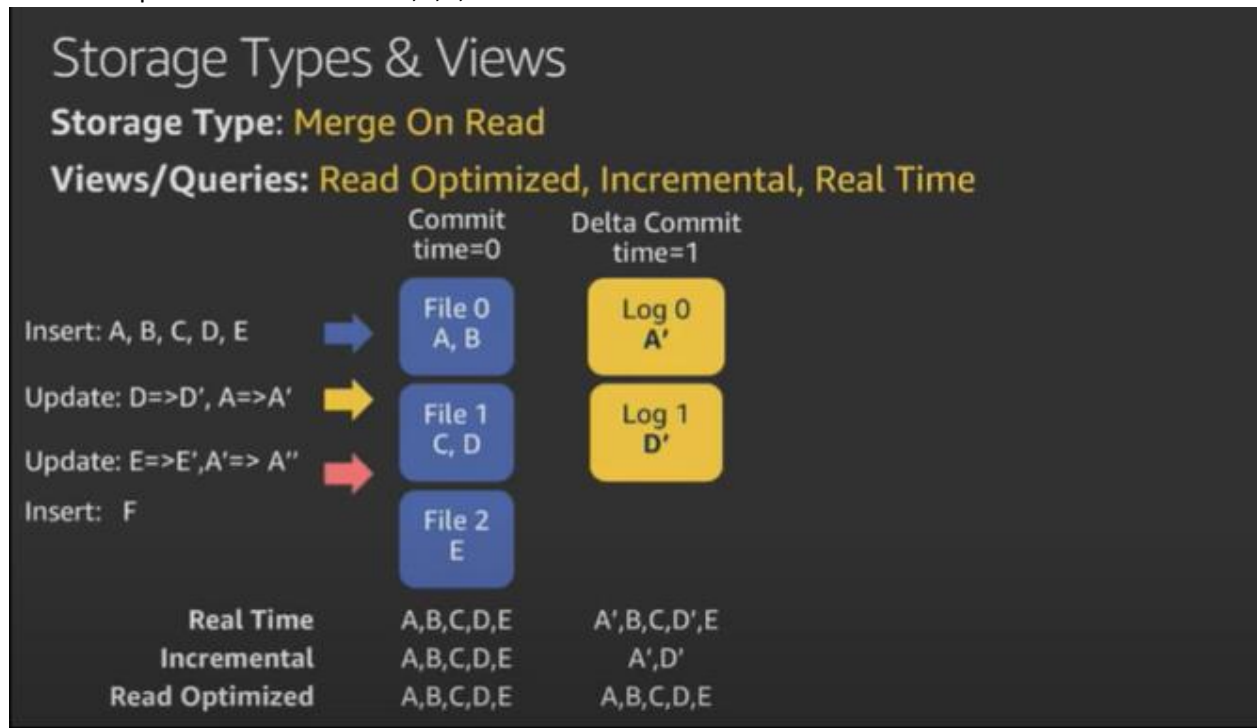 Storage Types & Views
Storage Type: Merge On Read
Views/Queries: Read Optimized, Incremental, Real Time
Commit time=0
Delta Commit time=1
Insert: A, B, C, D, E
File 0
A, B
Log 0
A′
Update: D=>D′, A=>A′
File 1
C, D
Log 1
D′
Update: E=>E′,A′=> A′′
Insert: F
File 2
E
Real Time A,B,C,D,E A′,B,C,D′,E
Incremental A,B,C,D,E A′,D′
Read Optimized A,B,C,D,E A,B,C,D,E